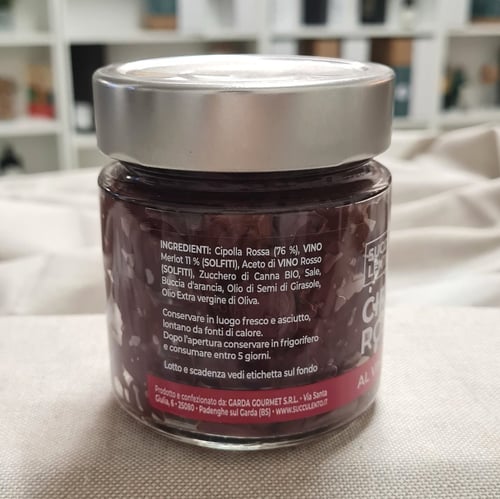 INGREDIENTI: Cipolla Rossa (76 %), VINO
Merlot 11 % (SOLFITI), Aceto di VINO Rosso
(SOLFITI), Zucchero di Canna BIO, Sale,
Buccia d'arancia, Olio di Semi di Girasole,
Olio Extra vergine di Oliva.
Conservare in luogo fresco e asciutto,
lontano da fonti di calore.
Dopo l'apertura conservare in frigorifero
e consumare entro 5 giorni.
Lotto e scadenza vedi etichetta sul fondo
Prodotto e confezionato da: GARDA GOURMET S.R.L. • Via Santa
Giulia, 6 • 25080 • Padenghe sul Garda (BS) • WWW.SUCCULENTO.IT
AL